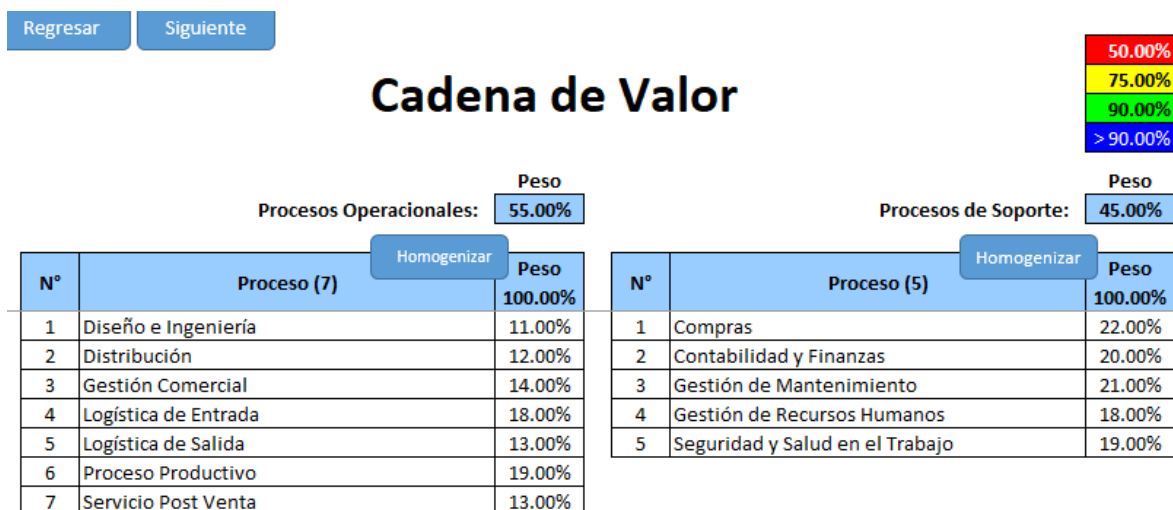 Regresar Siguiente
50.00%
75.00%
90.00%
> 90.00%
Cadena de Valor
Peso
Procesos Operacionales: 55.00%
Peso
Procesos de Soporte: 45.00%
Homogenizar
N° Proceso (7) Peso
100.00%
1 Diseño e Ingeniería 11.00%
2 Distribución 12.00%
3 Gestión Comercial 14.00%
4 Logística de Entrada 18.00%
5 Logística de Salida 13.00%
6 Proceso Productivo 19.00%
7 Servicio Post Venta 13.00%
Homogenizar
N° Proceso (5) Peso
100.00%
1 Compras 22.00%
2 Contabilidad y Finanzas 20.00%
3 Gestión de Mantenimiento 21.00%
4 Gestión de Recursos Humanos 18.00%
5 Seguridad y Salud en el Trabajo 19.00%